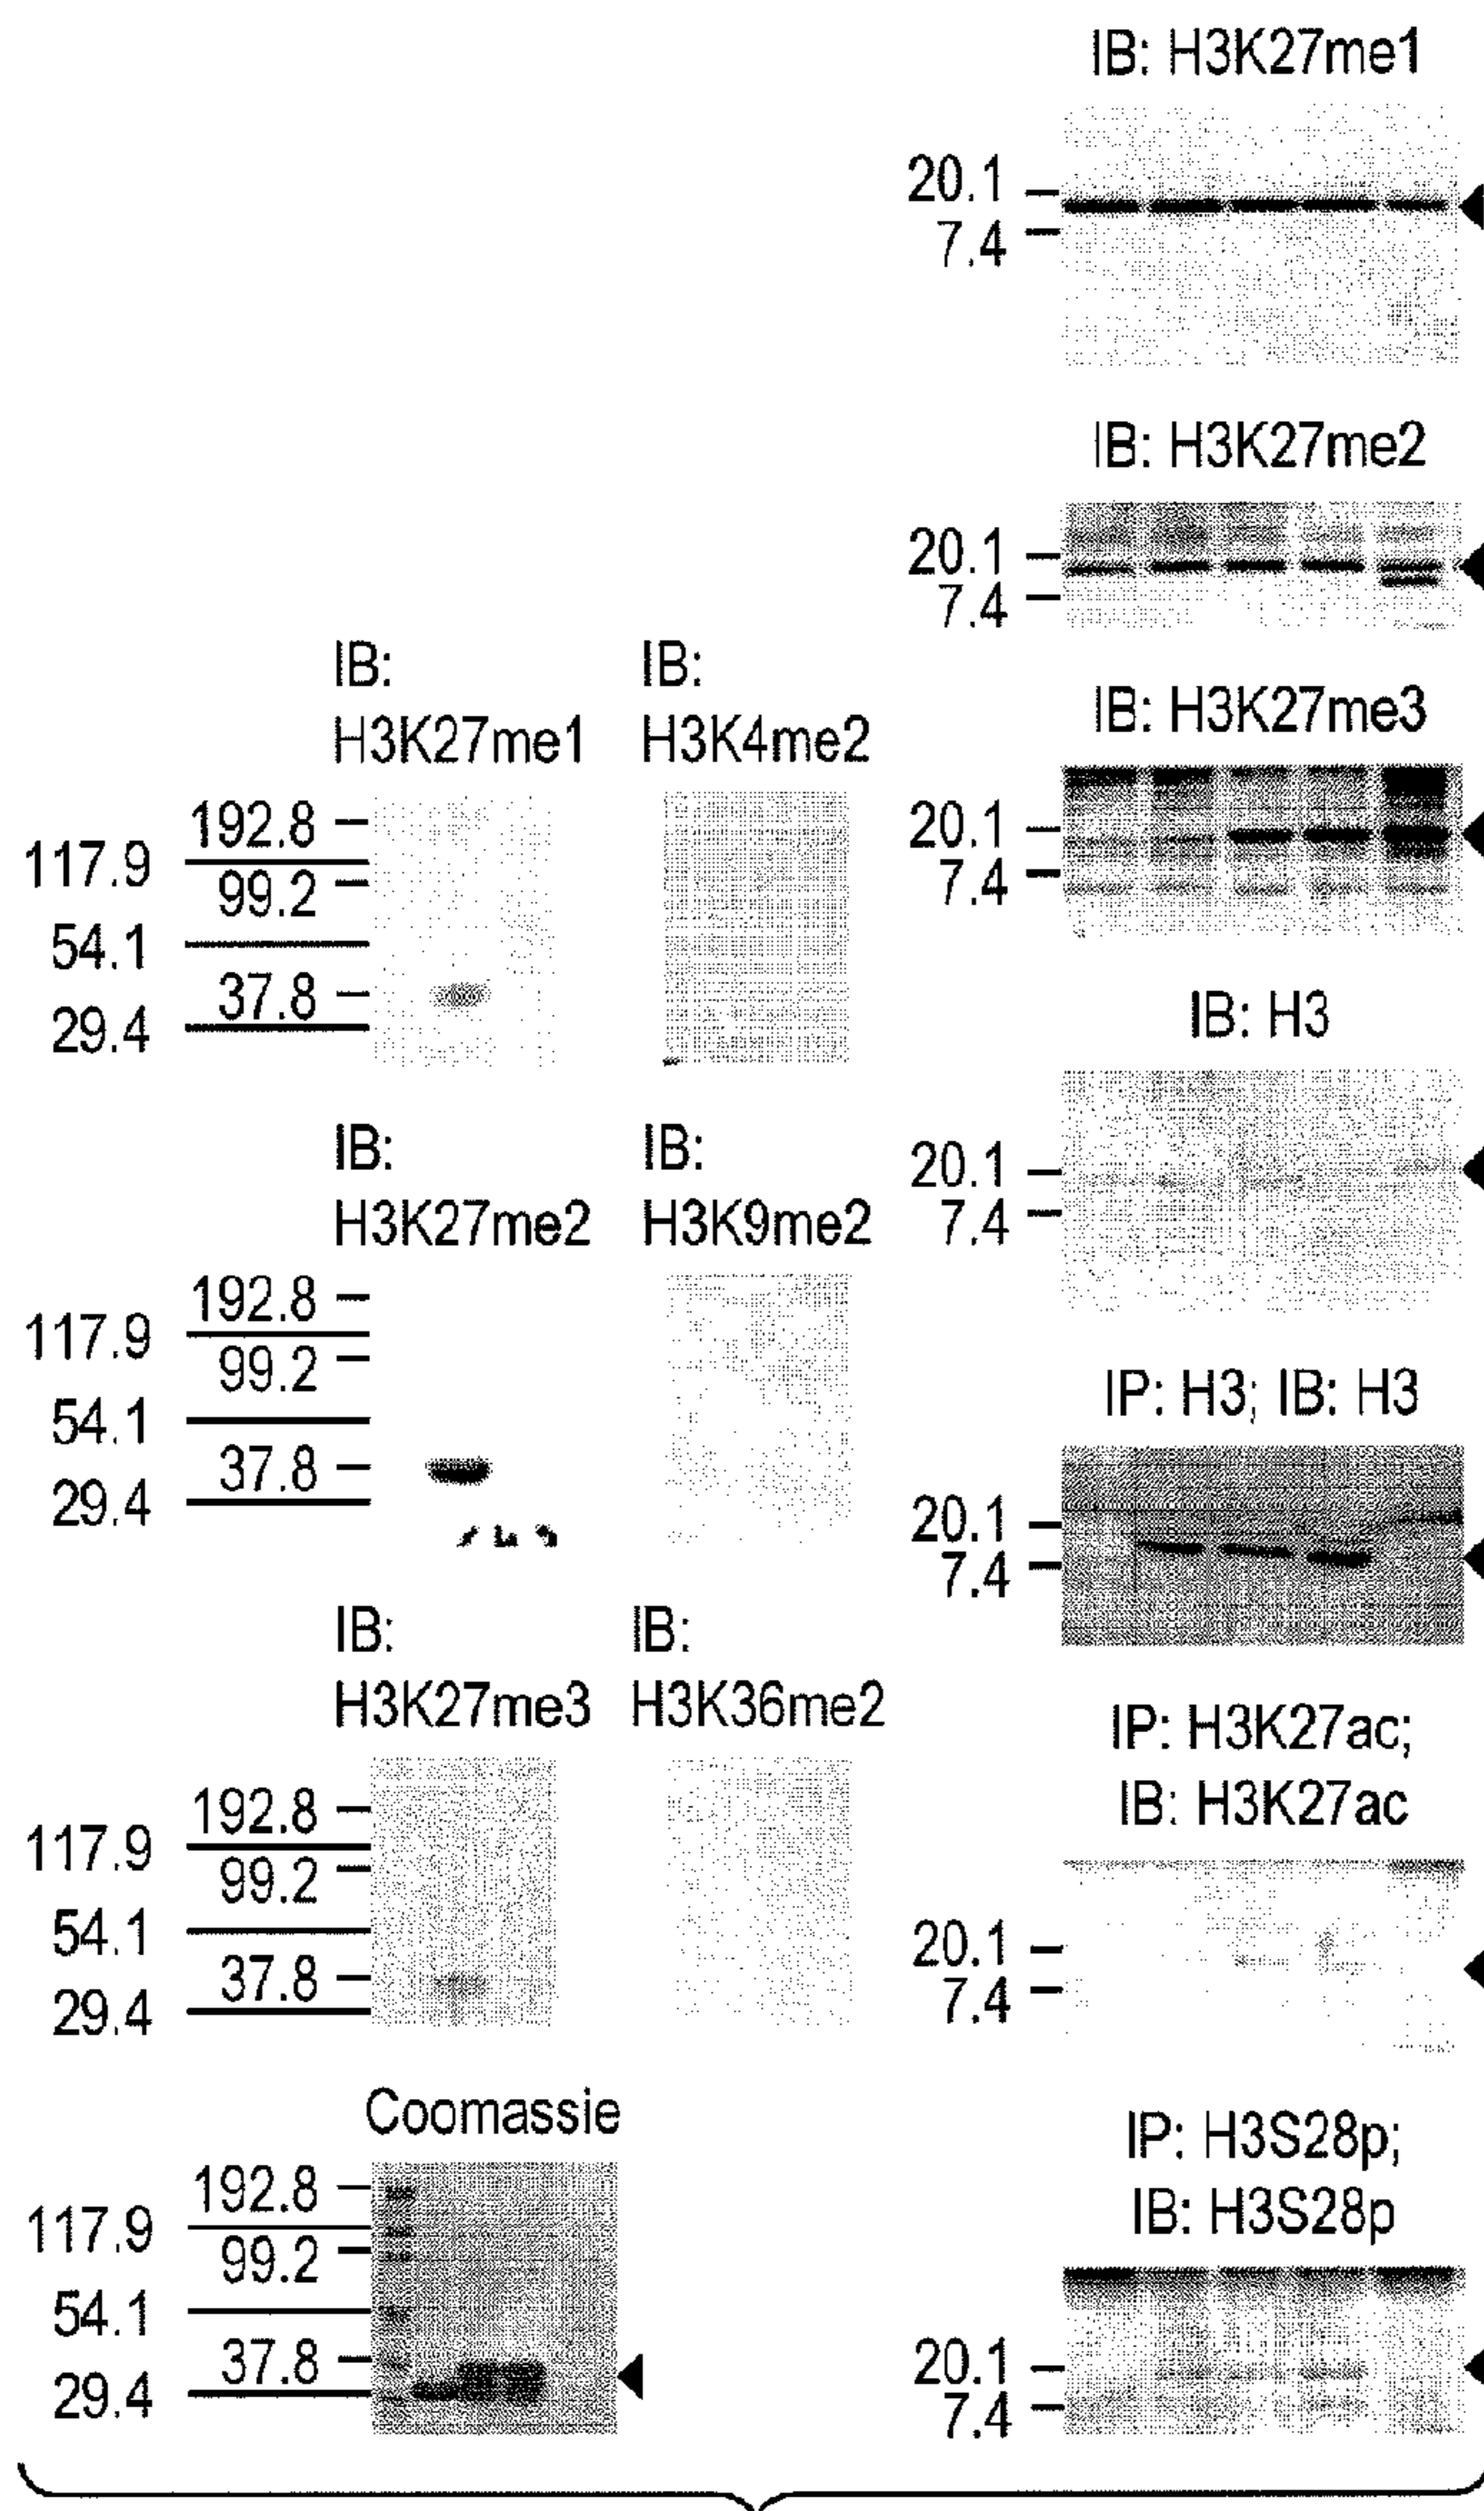 IB: H3K27me1
20.1
7.4
IB: H3K27me2
20.1
7.4
IB: H3K27me3
20.1
7.4
IB: H3
20.1
7.4
IP: H3; IB: H3
20.1
7.4
IP: H3K27ac;
IB: H3K27ac
20.1
7.4
IP: H3S28p;
IB: H3S28p
20.1
7.4
IB:
H3K27me1
IB:
H3K4me2
192.8
117.9
99.2
54.1
37.8
29.4
IB:
H3K27me2
IB:
H3K9me2
192.8
117.9
99.2
54.1
37.8
29.4
IB:
H3K27me3
IB:
H3K36me2
192.8
117.9
99.2
54.1
37.8
29.4
Coomassie
192.8
117.9
99.2
54.1
37.8
29.4